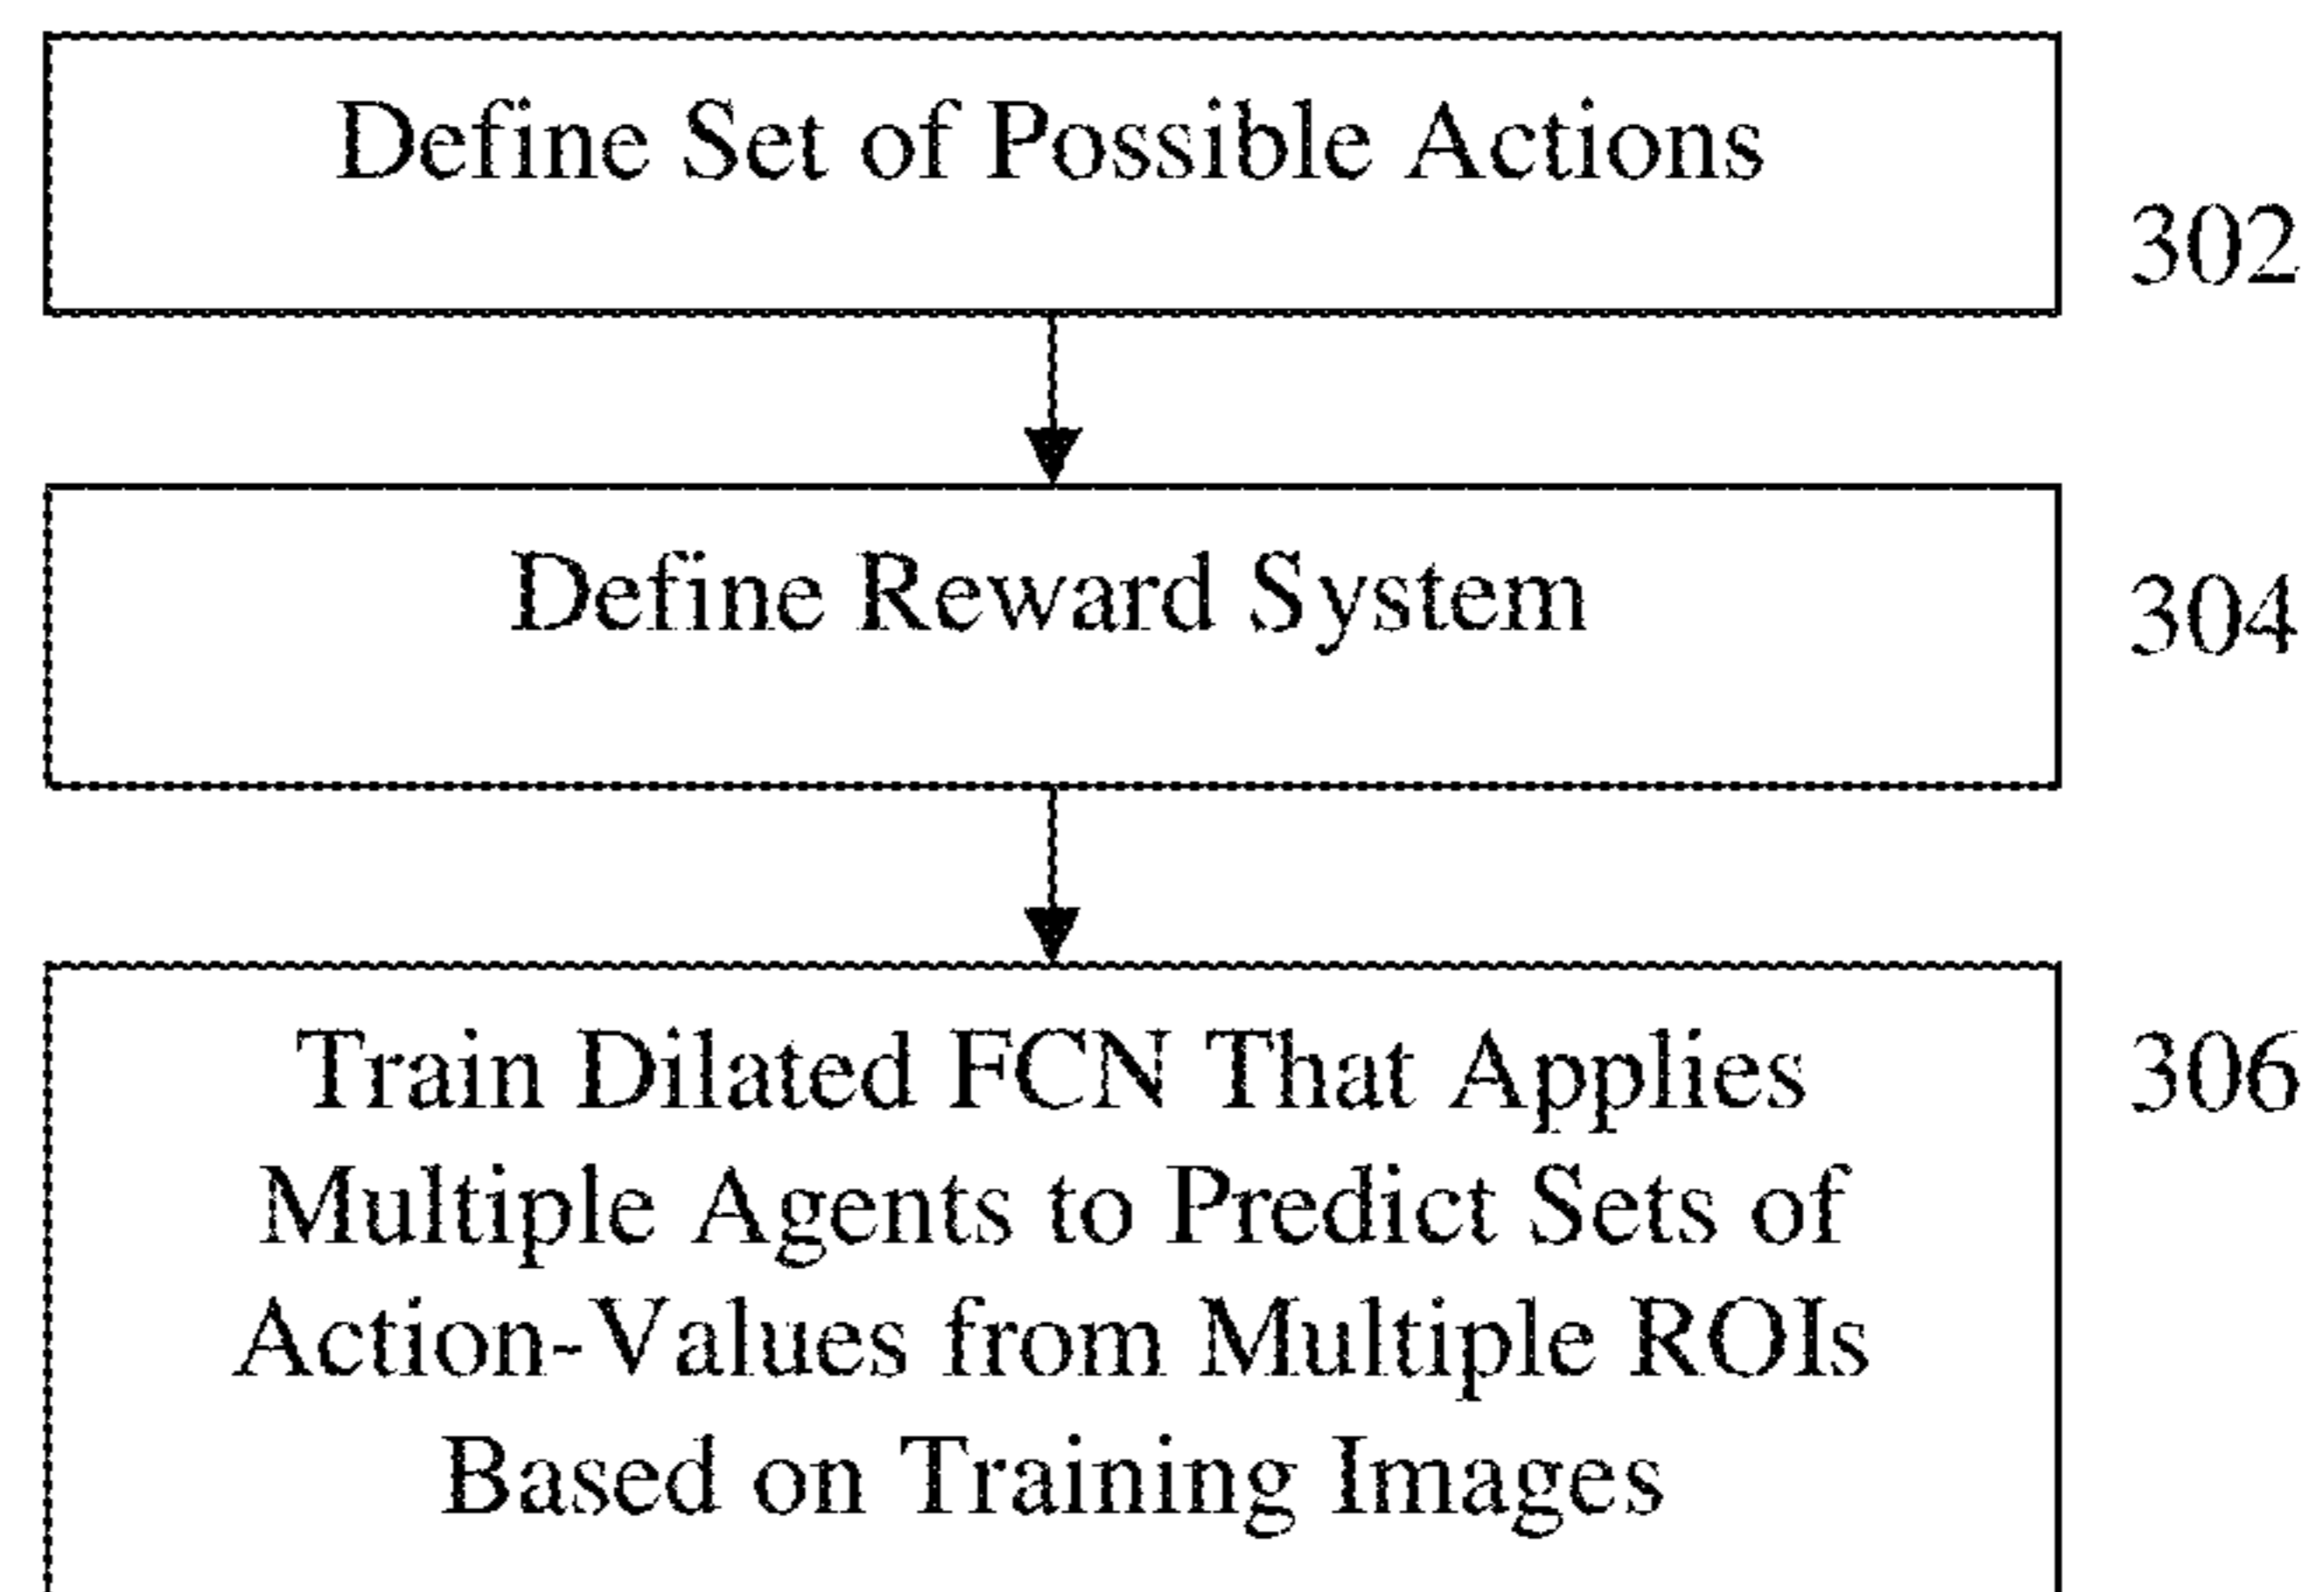 Define Set of Possible Actions
302
Define Reward System
304
Train Dilated FCN That Applies
306
Multiple Agents to Predict Sets of
Action-Values from Multiple ROIs
Based on Training Images